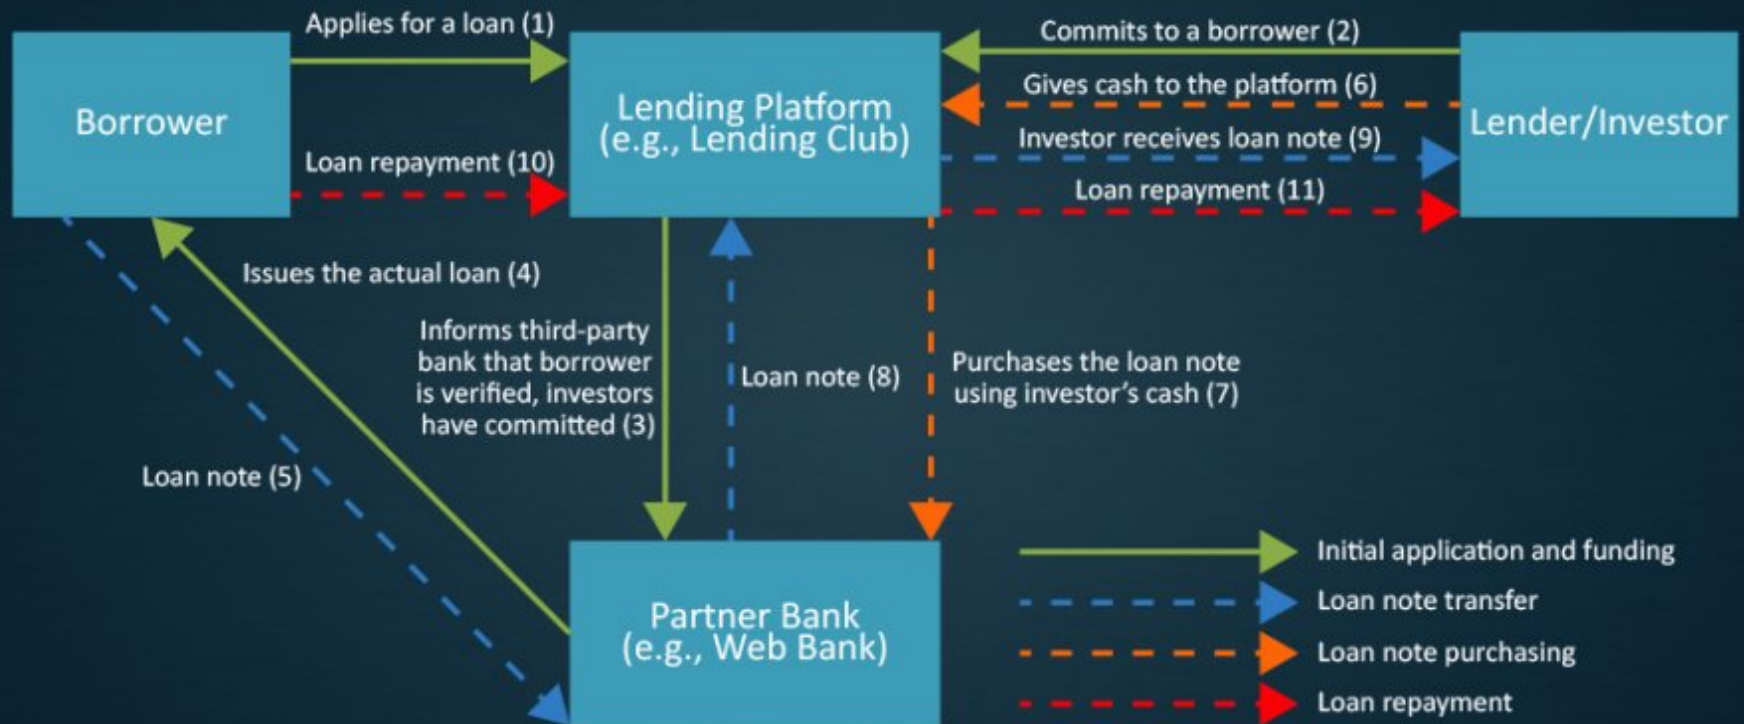 Applies for a loan (1)
Commits to a borrower (2)
Gives cash to the platform (6)
Borrower
Lending Platform
(e.g., Lending Club)
Lender/Investor
Investor receives loan note (9)
Loan repayment (10)
Loan repayment (11)
Issues the actual loan (4)
Informs third-party
bank that borrower
is verified, investors
have committed (3)
Loan note (8)
Purchases the loan note
using investor's cash (7)
Loan note (5)
Partner Bank
(e.g., Web Bank)
Initial application and funding
Loan note transfer
Loan note purchasing
Loan repayment